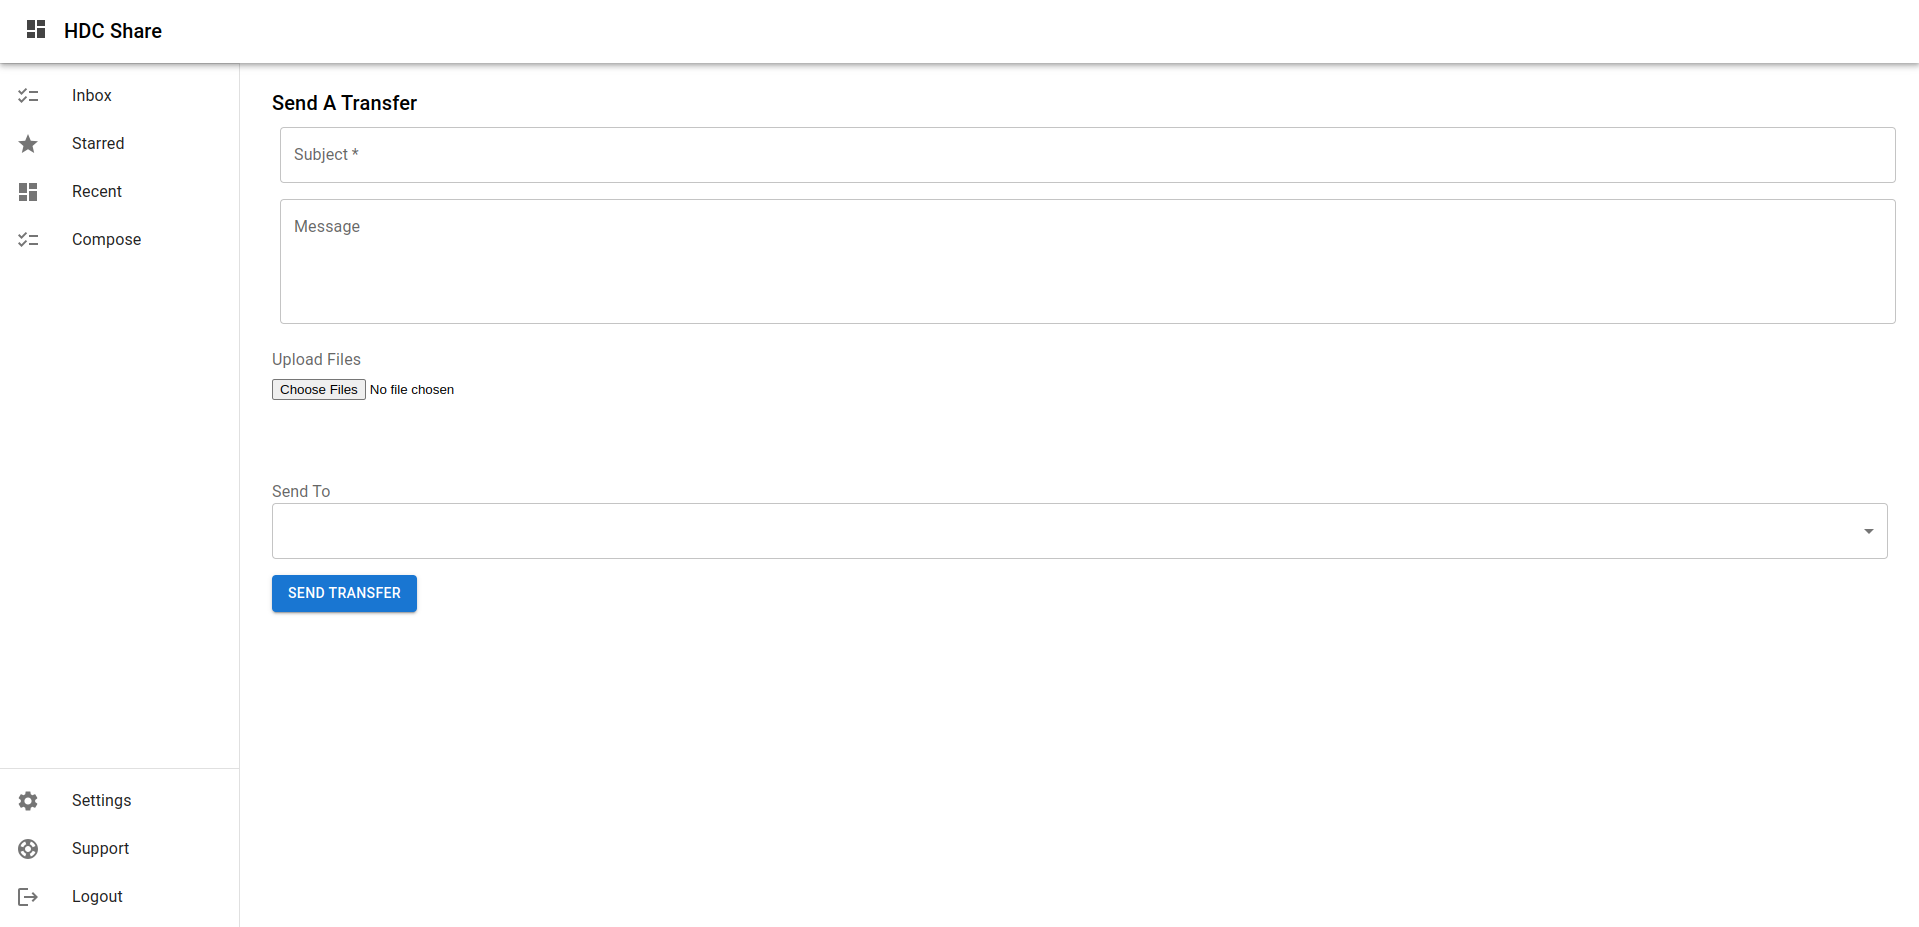 HDC Share
Inbox
Starred
Recent
Compose
Send A Transfer
Subject *
Message
Upload Files
Choose Files No file chosen
Send To
SEND TRANSFER
Settings
Support
Logout